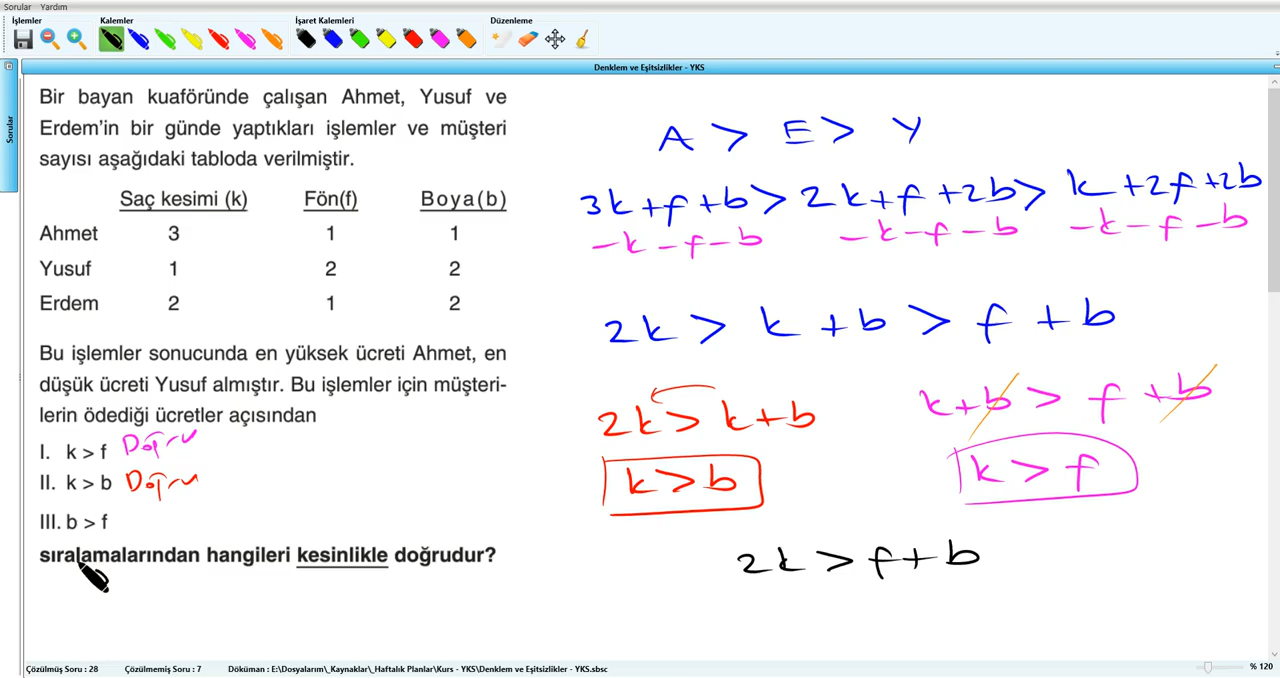 Sorular Yardım
İşlemler Kalemler İşaret Kalemleri Düzenleme
Denklem ve Eşitsizlikler - YKS
Sorular
Bir bayan kuaföründe çalışan Ahmet, Yusuf ve
Erdem'in bir günde yaptıkları işlemler ve müşteri
sayısı aşağıdaki tabloda verilmiştir.
Saç kesimi (k) Fön(f) Boya(b)
Ahmet 3 1 1
Yusuf 1 2 2
Erdem 2 1 2
Bu işlemler sonucunda en yüksek ücreti Ahmet, en
düşük ücreti Yusuf almıştır. Bu işlemler için müşteri-
lerin ödediği ücretler açısından
I. k > f Doğru
II. k > b Doğru
III. b > f
sıralamalarından hangileri kesinlikle doğrudur?
A > E > Y
3k+f+b > 2k+f+2b > k+2f+2b
-k-f-b -k-f-b -k-f-b
2k > k+b > f+b
2k > k+b
k > b
k+b > f+b
k > f
2k > f+b
Çözülmüş Soru : 28 Çözülmemiş Soru : 7 Döküman : E:\Dosyalarım\_Kaynaklar\_Haftalık Planlar\Kurs - YKS\Denklem ve Eşitsizlikler - YKS.sbsc % 120